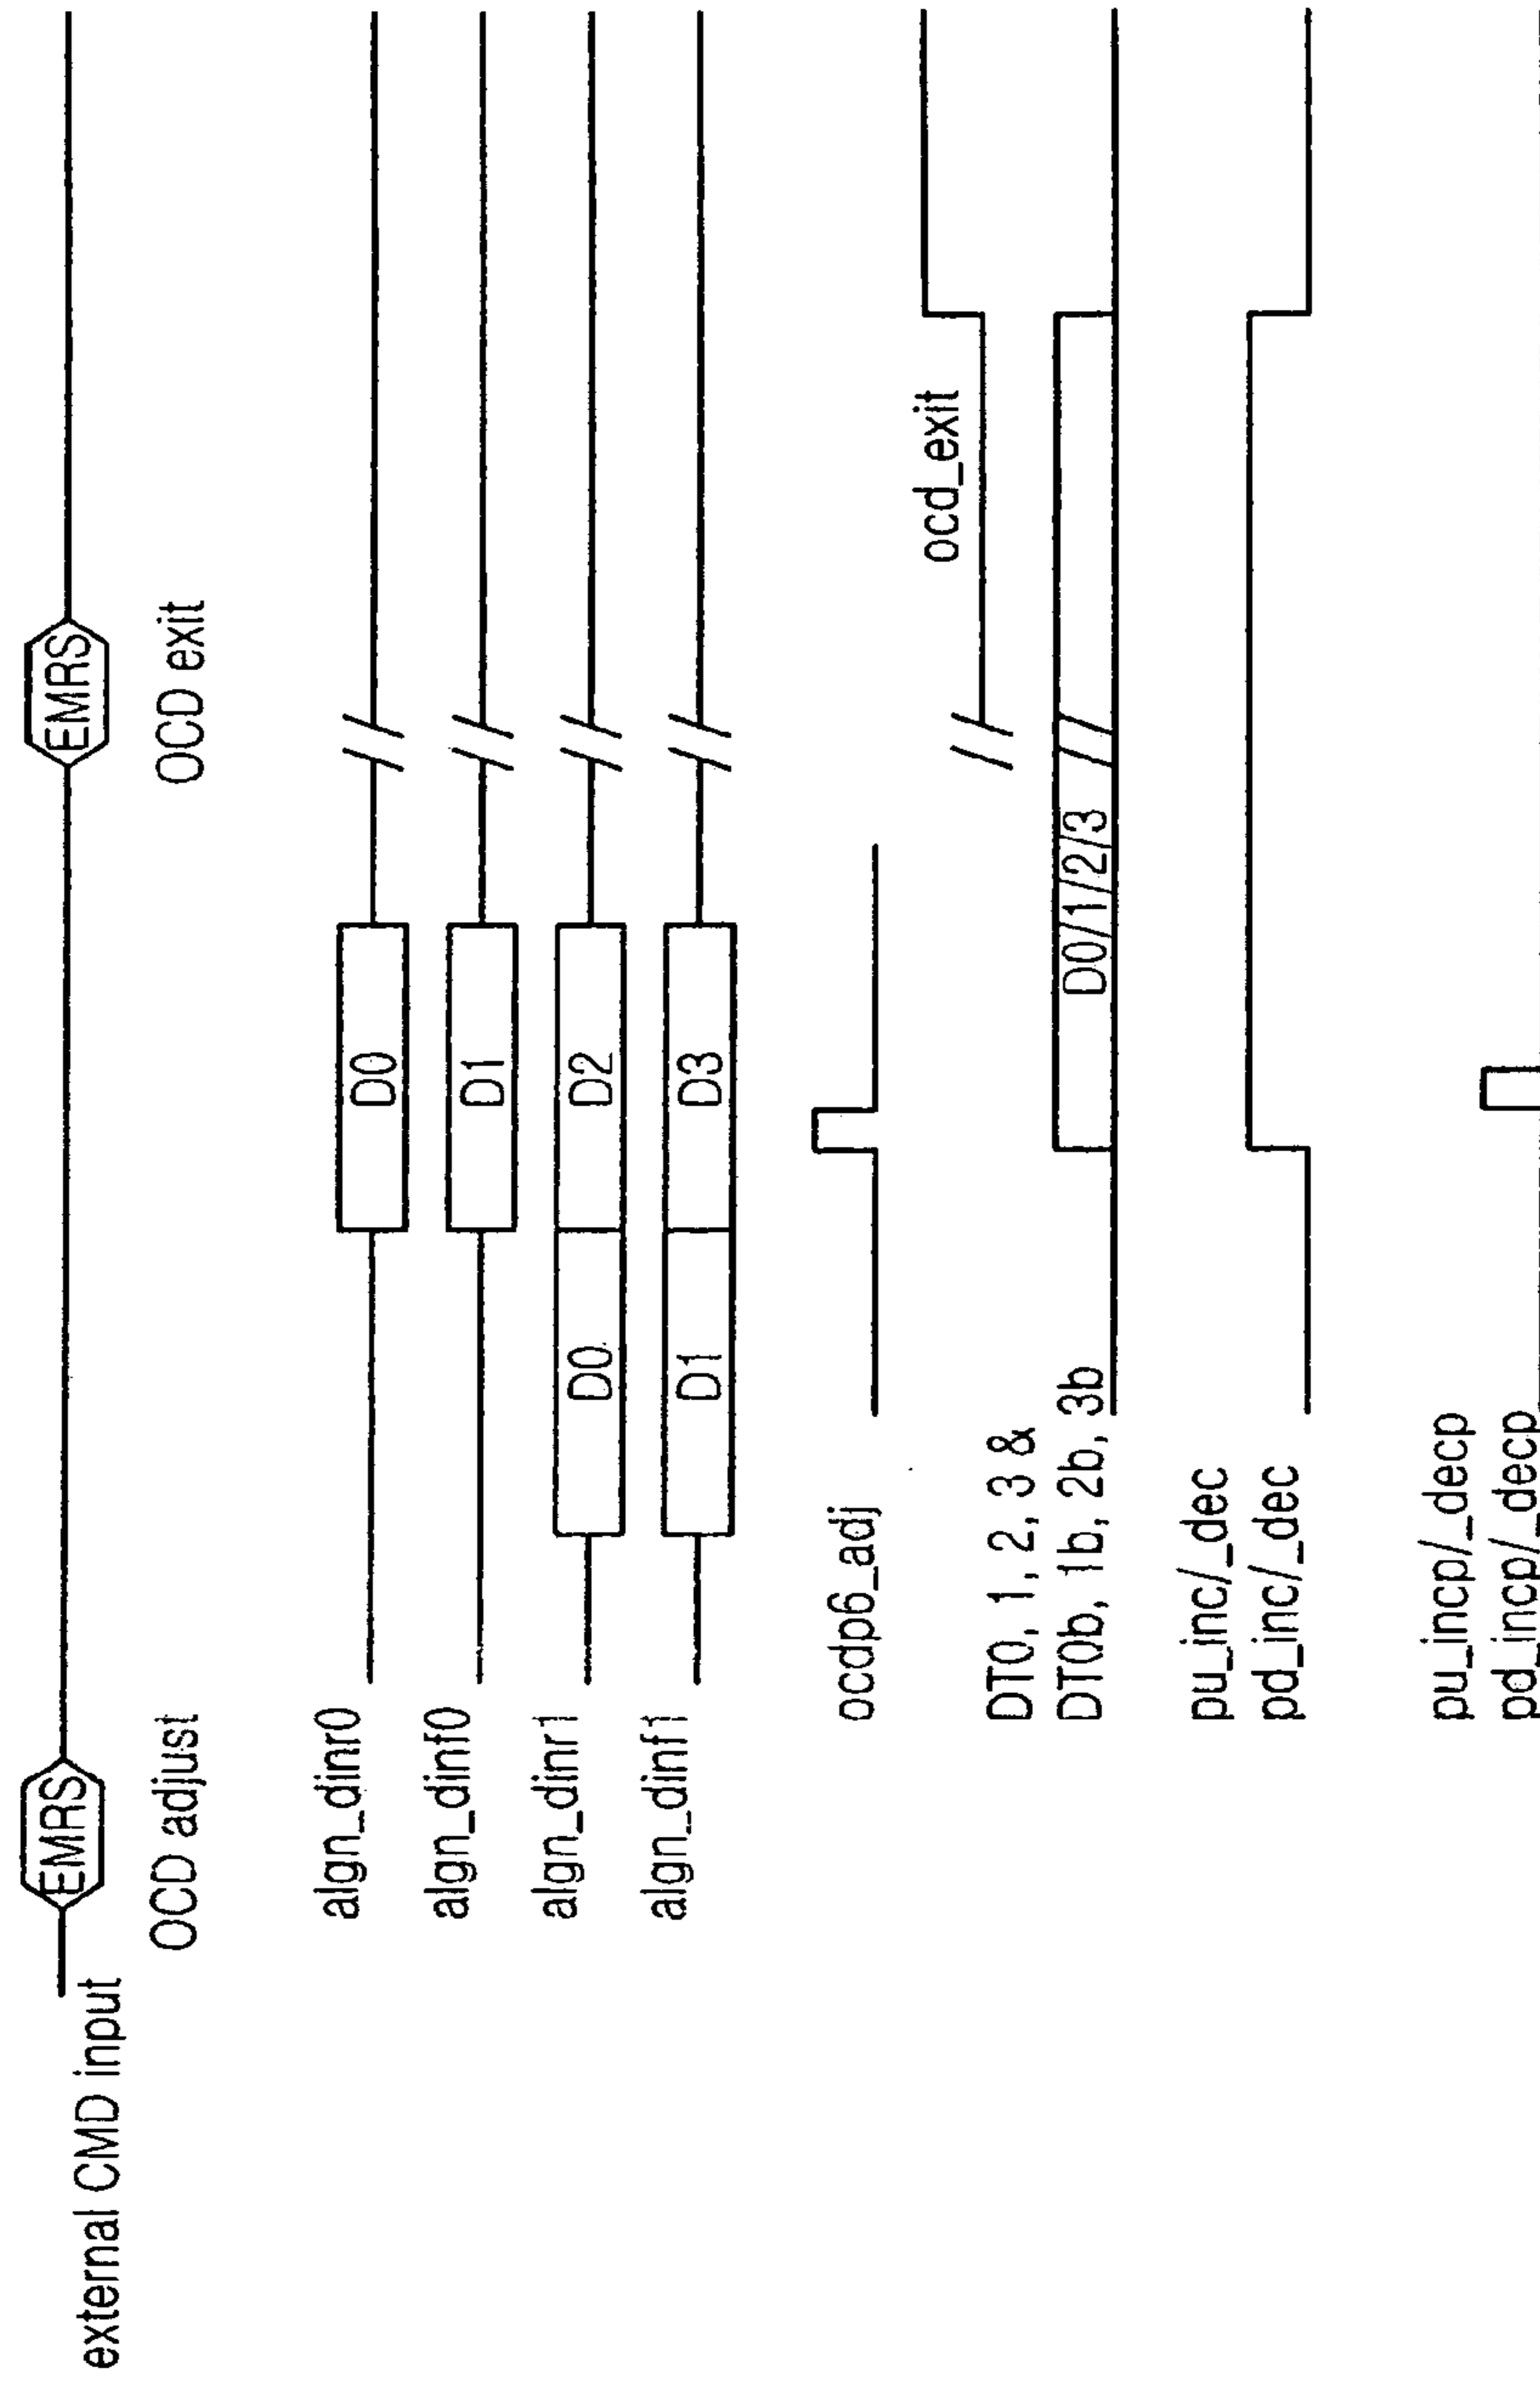 external CMD input
EMRS
EMRS
OCD adjust
OCD exit
algn_dinr0
D0
algn_dinf0
D1
algn_dinr1
D0
D2
algn_dinf1
D1
D3
ocdp6_adj
ocd_exit
DT0, 1, 2, 3 &
DT0b, 1b, 2b, 3b
D0/1/2/3
pu_inc/_dec
pd_inc/_dec
pu_incp/_decp
pd_incp/_decp